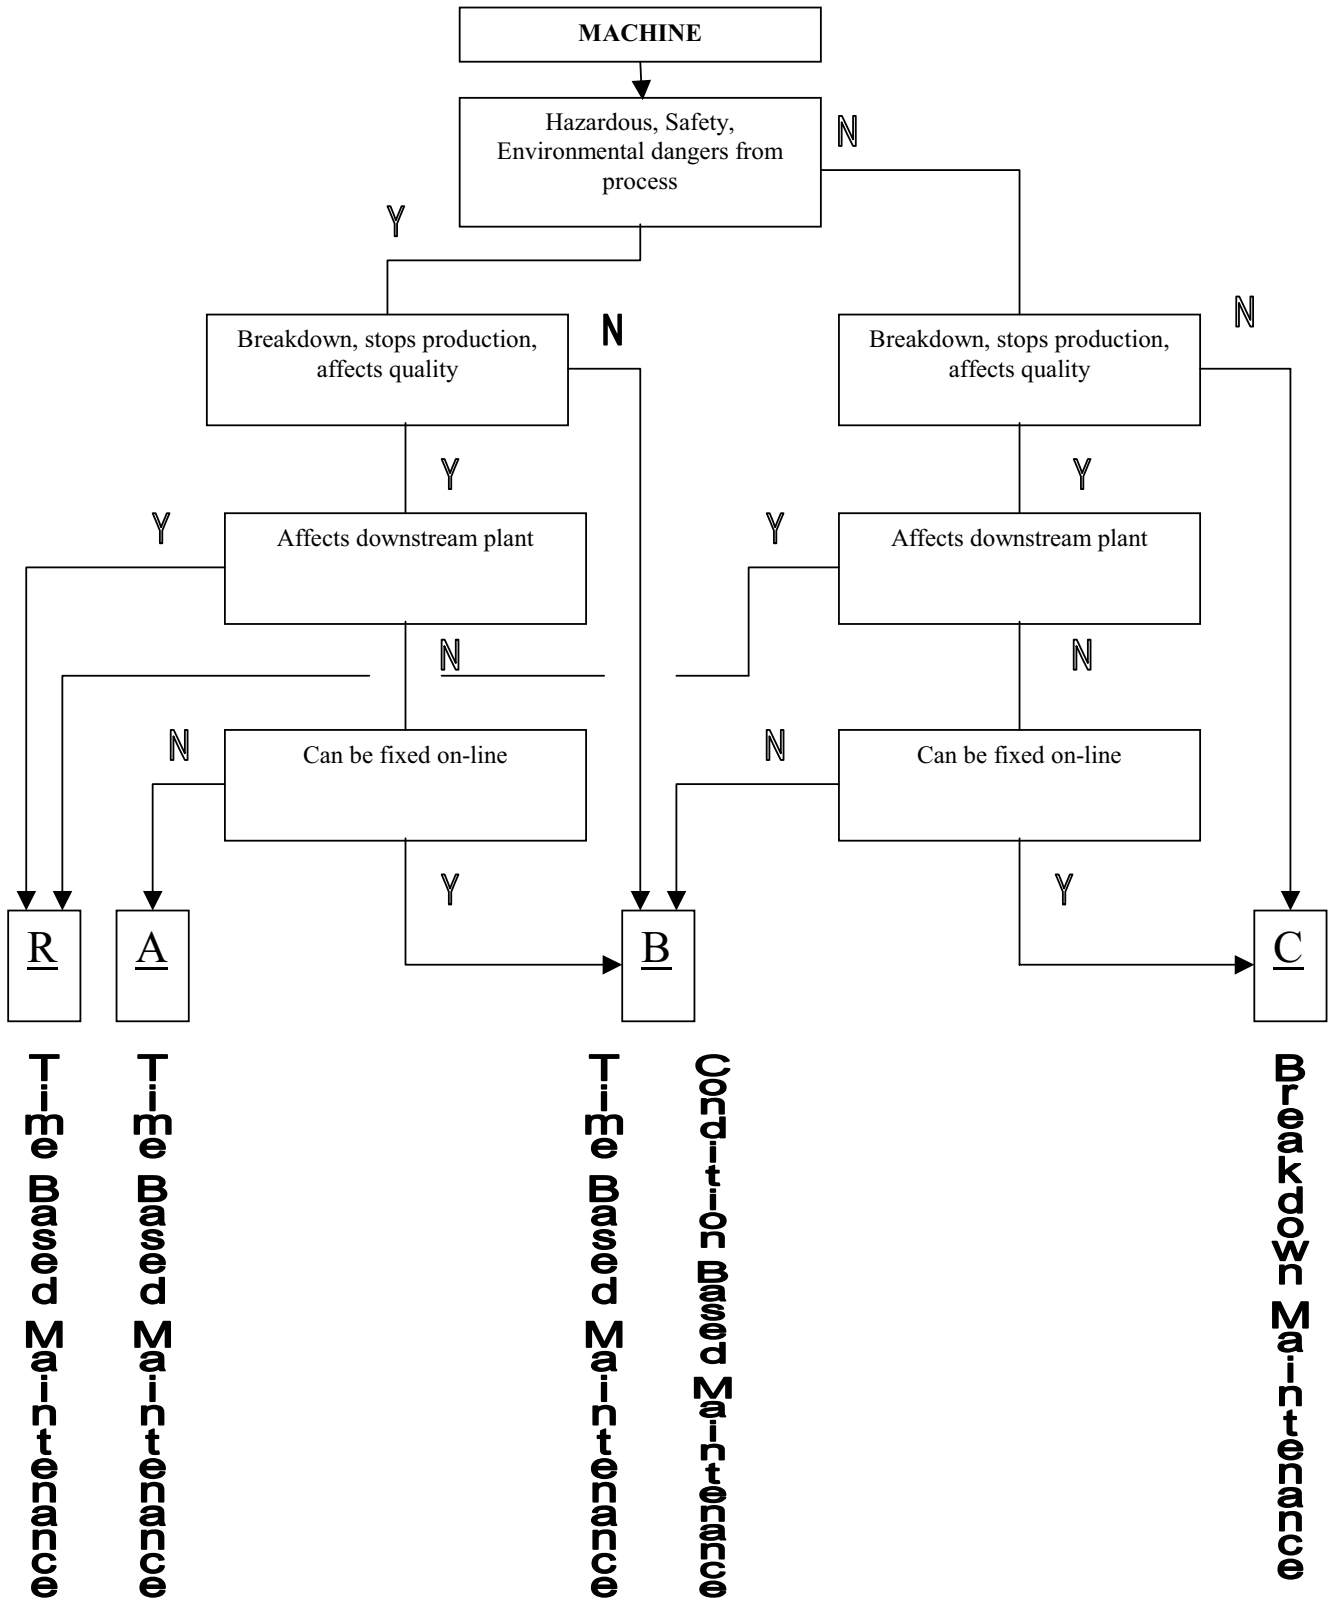 MACHINE
Hazardous, Safety,
Environmental dangers from
process
N
Y
Breakdown, stops production,
affects quality
N
Breakdown, stops production,
affects quality
N
Y
Y
Y
Affects downstream plant
Y
Affects downstream plant
N
N
N
Can be fixed on-line
N
Can be fixed on-line
Y
Y
R
A
B
C
Time Based Maintenance
Time Based Maintenance
Time Based Maintenance
Condition Based Maintenance
Breakdown Maintenance